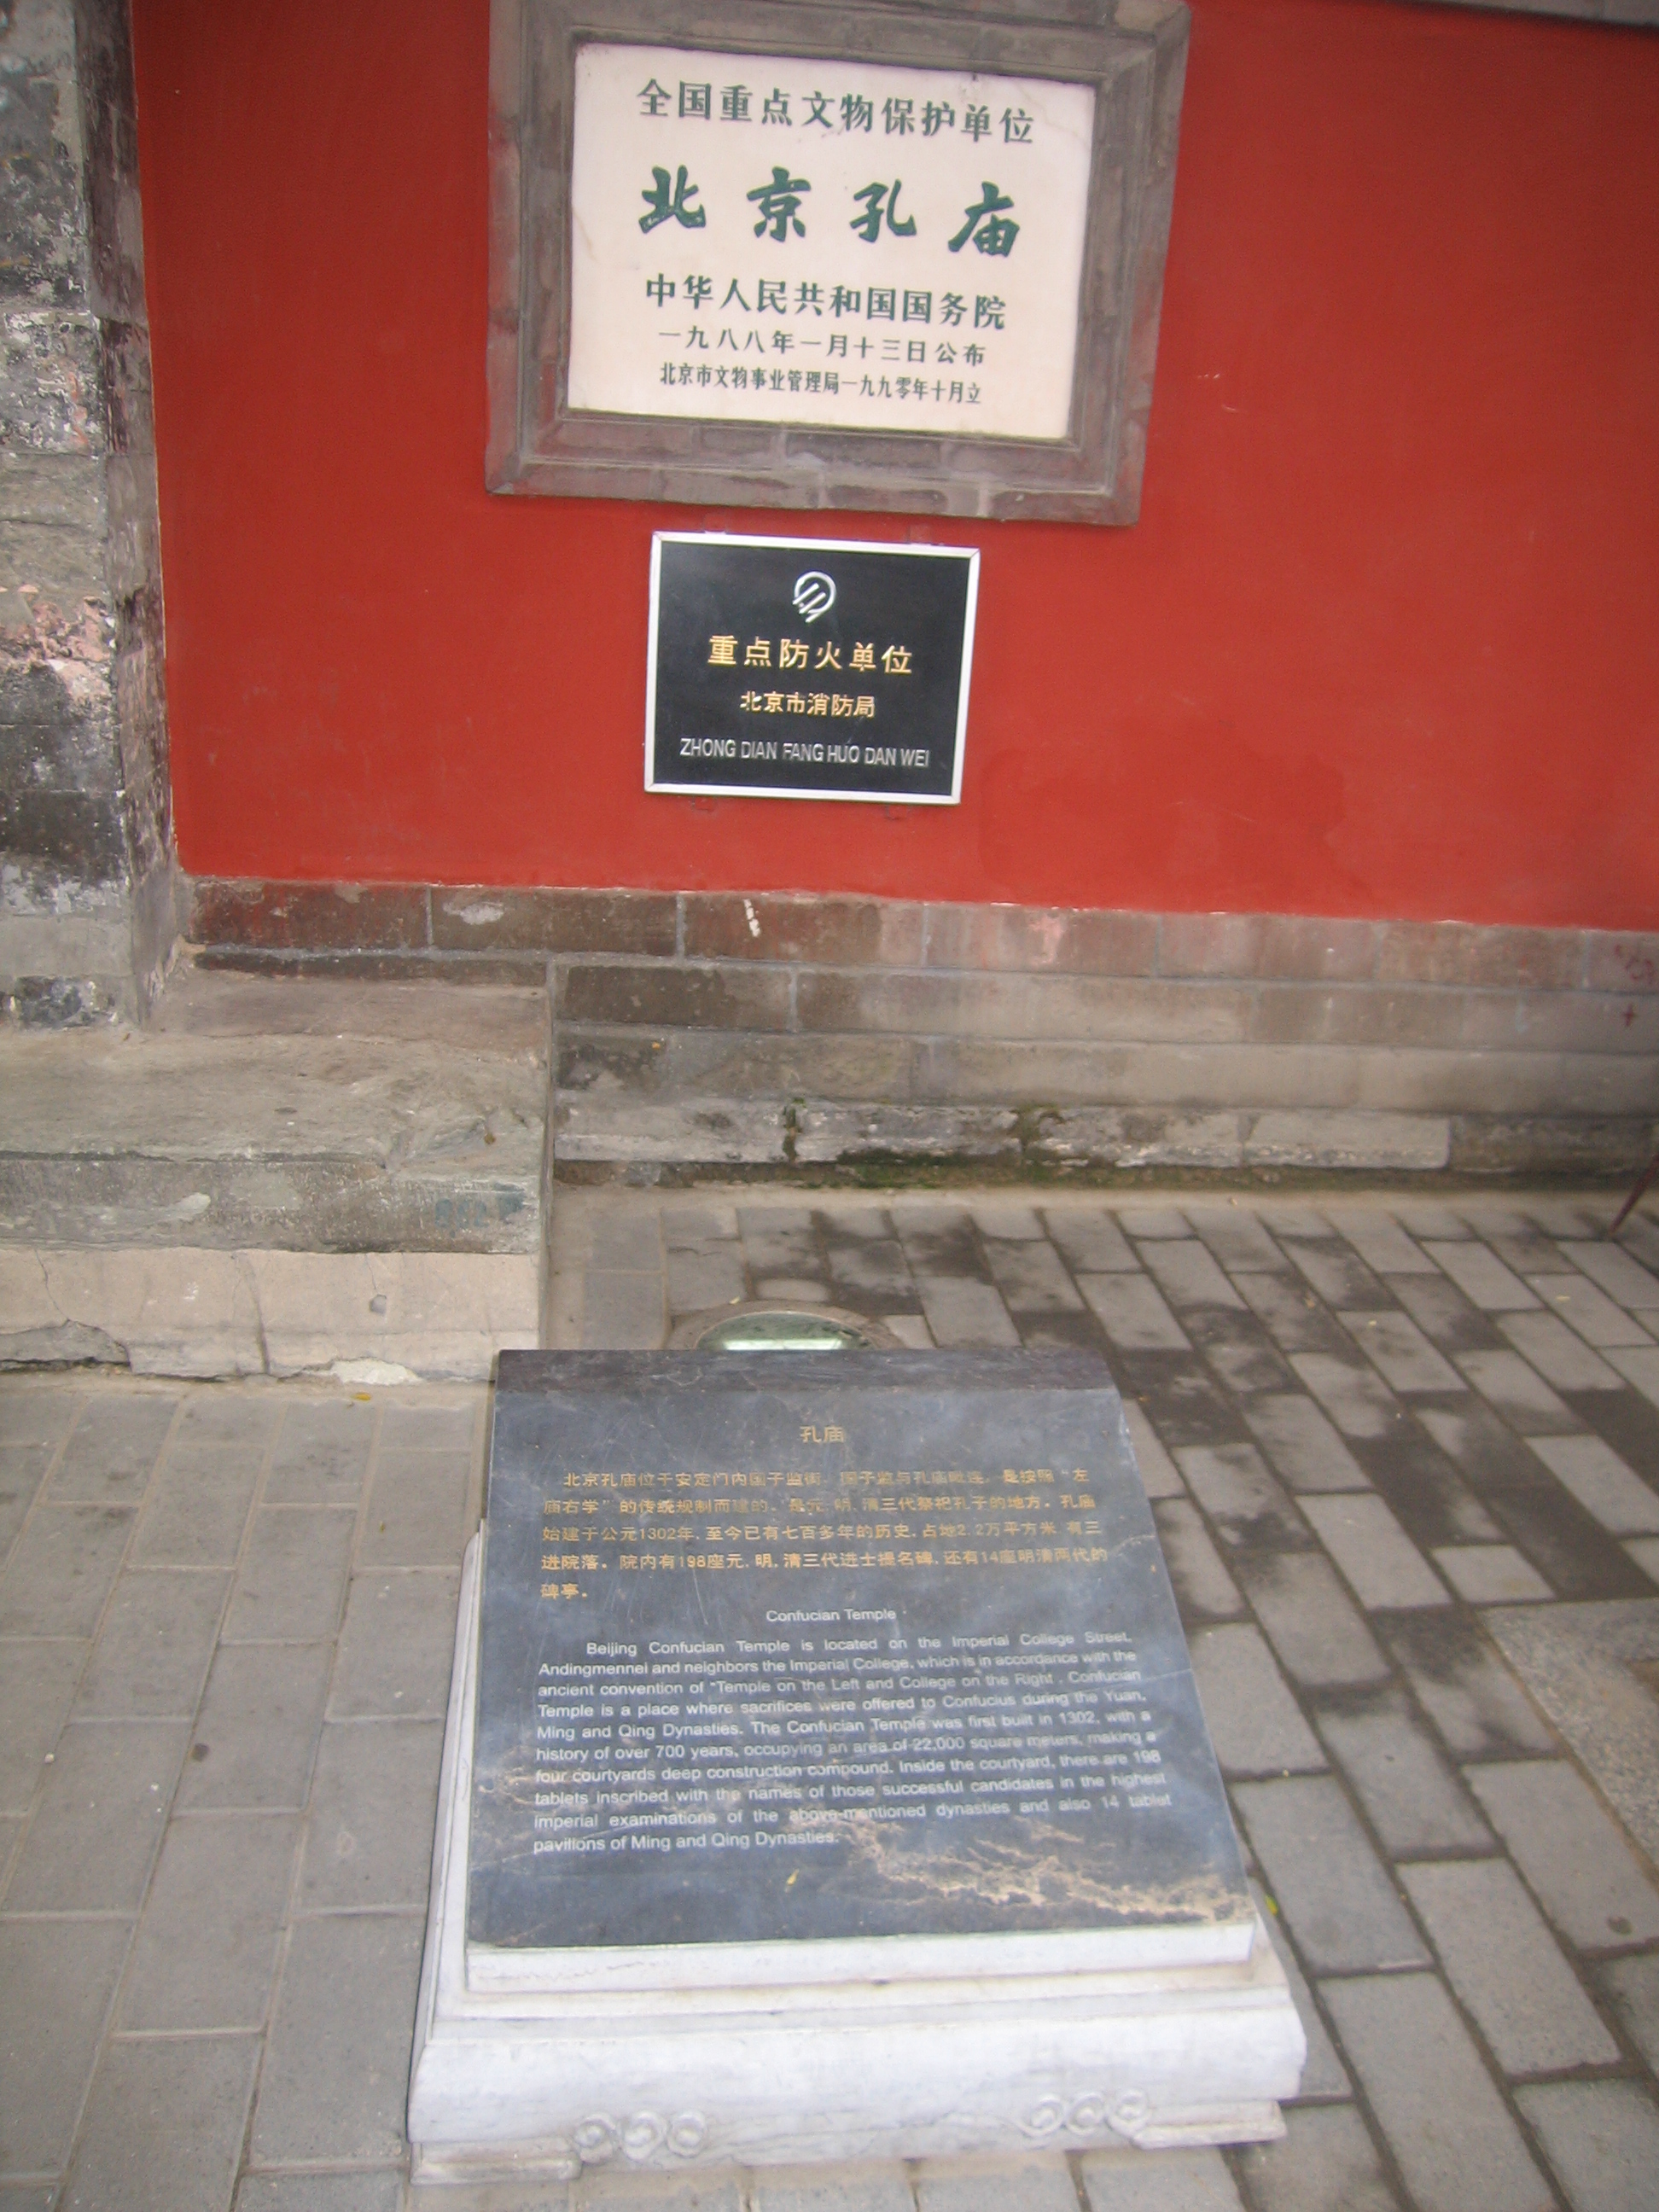 全国重点文物保护单位
北京孔庙
中华人民共和国国务院
一九八八年一月十三日公布
北京市文物事业管理局一九九零年十月立
重点防火单位
北京市消防局
ZHONG DIAN FANG HUO DAN WEI
孔庙
北京孔庙位于安定门内国子监街，国子监与孔庙毗连，是按照“左
庙右学”的传统规制而建的。是元、明、清三代祭祀孔子的地方。孔庙
始建于公元1302年，至今已有七百多年的历史，占地2.2万平方米，有三
进院落。院内有198座元、明、清三代进士提名碑，还有14座明清两代的
碑亭。
Confucian Temple
Beijing Confucian Temple is located on the Imperial College Street,
Andingmennei and neighbors the Imperial College, which is in accordance with the
ancient convention of "Temple on the Left and College on the Right . Confucian
Temple is a place where sacrifices were offered to Confucius during the Yuan,
Ming and Qing Dynasties. The Confucian Temple was first built in 1302, with a
history of over 700 years, occupying an area of 22,000 square meters, making a
four courtyards deep construction compound. Inside the courtyard, there are 198
tablets inscribed with the names of those successful candidates in the highest
imperial examinations of the above-mentioned dynasties and also 14 tablet
pavilions of Ming and Qing Dynasties.